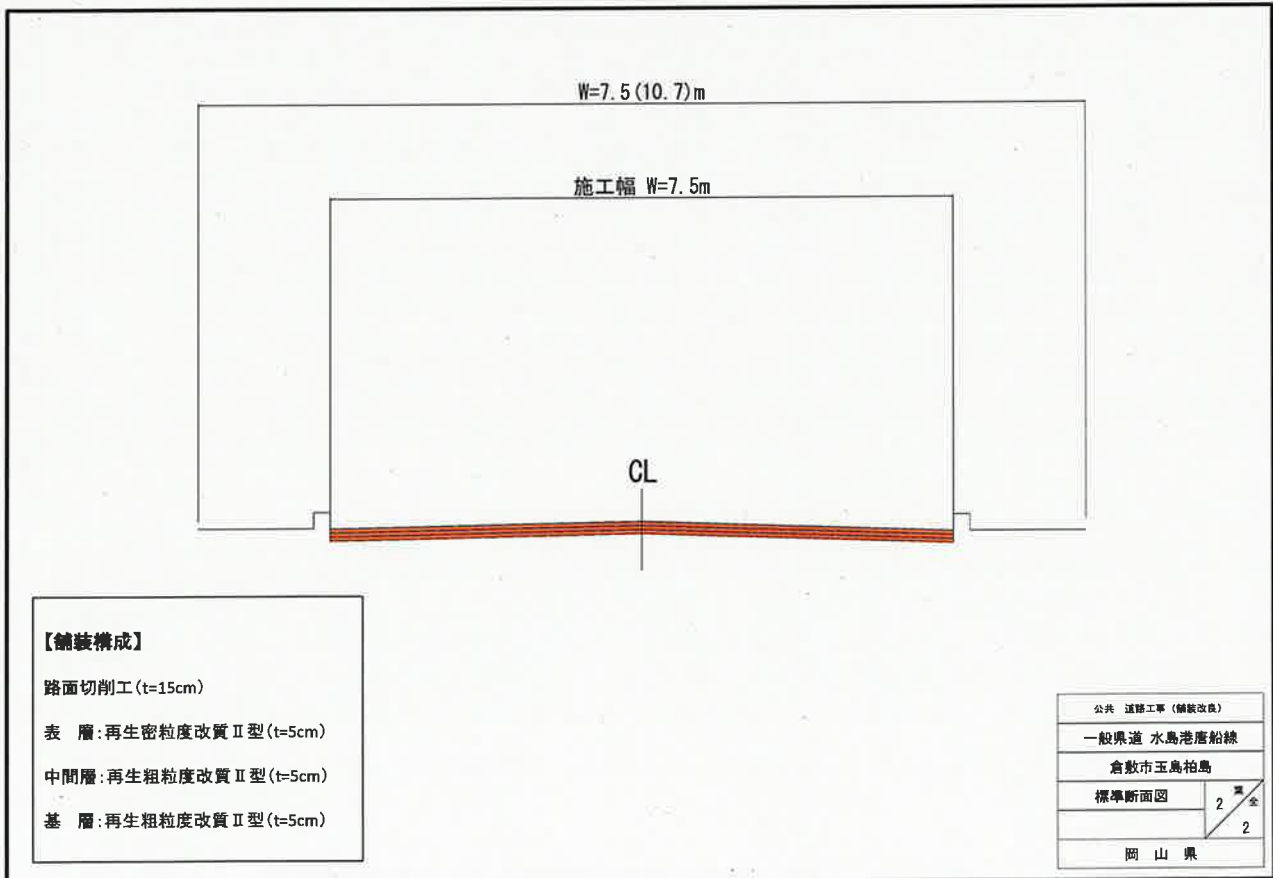 W=7.5(10.7)m
施工幅 W=7.5m
CL
【舗装構成】
路面切削工(t=15cm)
表　層:再生密粒度改質Ⅱ型(t=5cm)
中間層:再生粗粒度改質Ⅱ型(t=5cm)
基　層:再生粗粒度改質Ⅱ型(t=5cm)
公共 道路工事(舗装改良)
一般県道 水島港唐船線
倉敷市玉島柏島
標準断面図
2 葉
全 2
岡 山 県